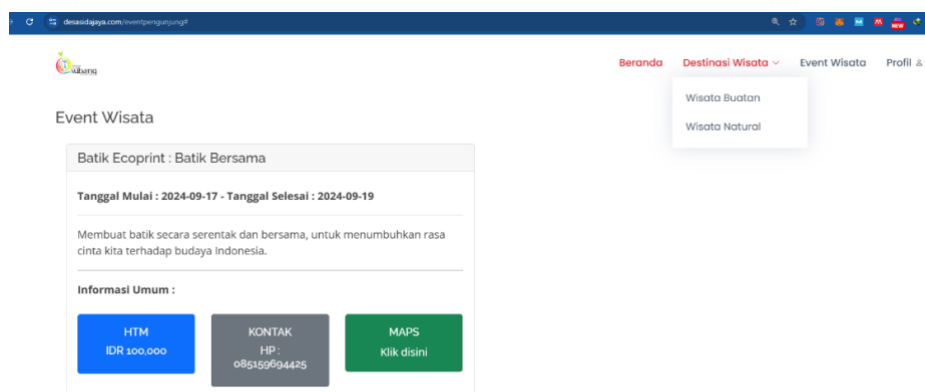 desasidajaya.com/eventpengunjung#
NEW
Subang
Beranda Destinasi Wisata Event Wisata Profil
Wisata Buatan
Wisata Natural
Event Wisata
Batik Ecoprint : Batik Bersama
Tanggal Mulai : 2024-09-17 - Tanggal Selesai : 2024-09-19
Membuat batik secara serentak dan bersama, untuk menumbuhkan rasa
cinta kita terhadap budaya Indonesia.
Informasi Umum :
HTM
IDR 100,000
KONTAK
HP :
085159694425
MAPS
Klik disini